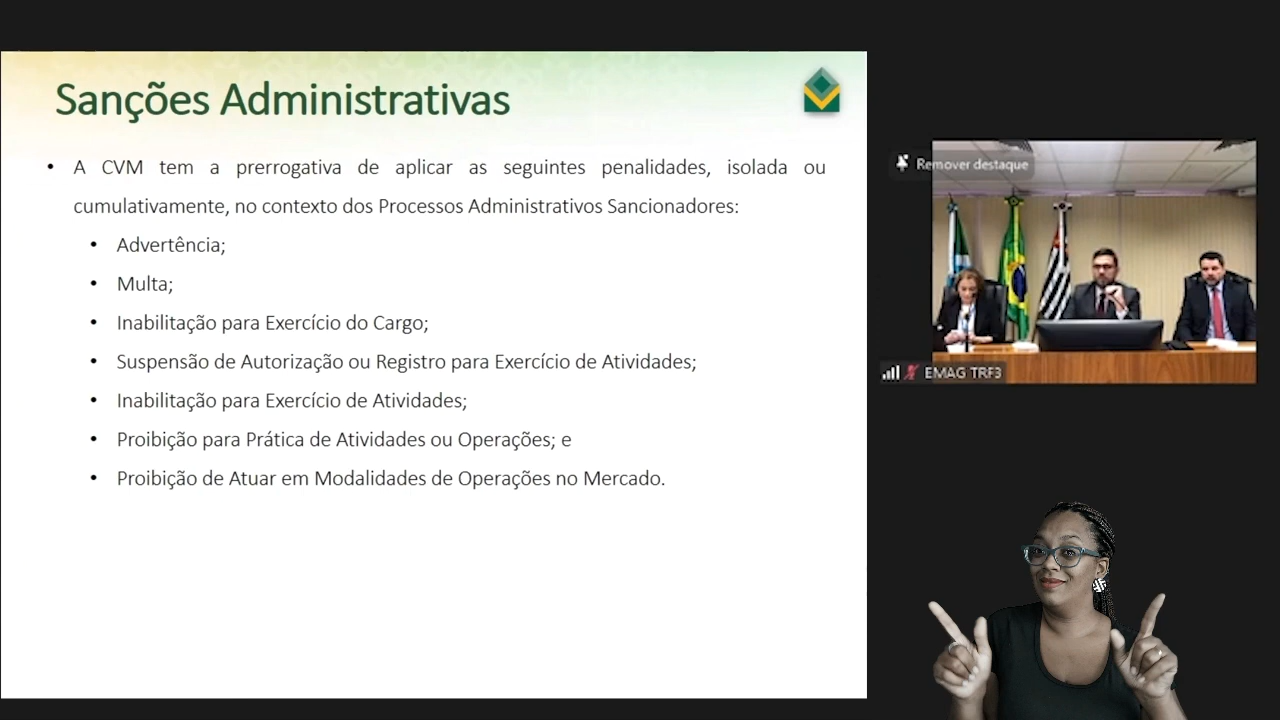 Sanções Administrativas
• A CVM tem a prerrogativa de aplicar as seguintes penalidades, isolada ou
cumulativamente, no contexto dos Processos Administrativos Sancionadores:
• Advertência;
• Multa;
• Inabilitação para Exercício do Cargo;
• Suspensão de Autorização ou Registro para Exercício de Atividades;
• Inabilitação para Exercício de Atividades;
• Proibição para Prática de Atividades ou Operações; e
• Proibição de Atuar em Modalidades de Operações no Mercado.
Remover destaque
EMAG TRF3